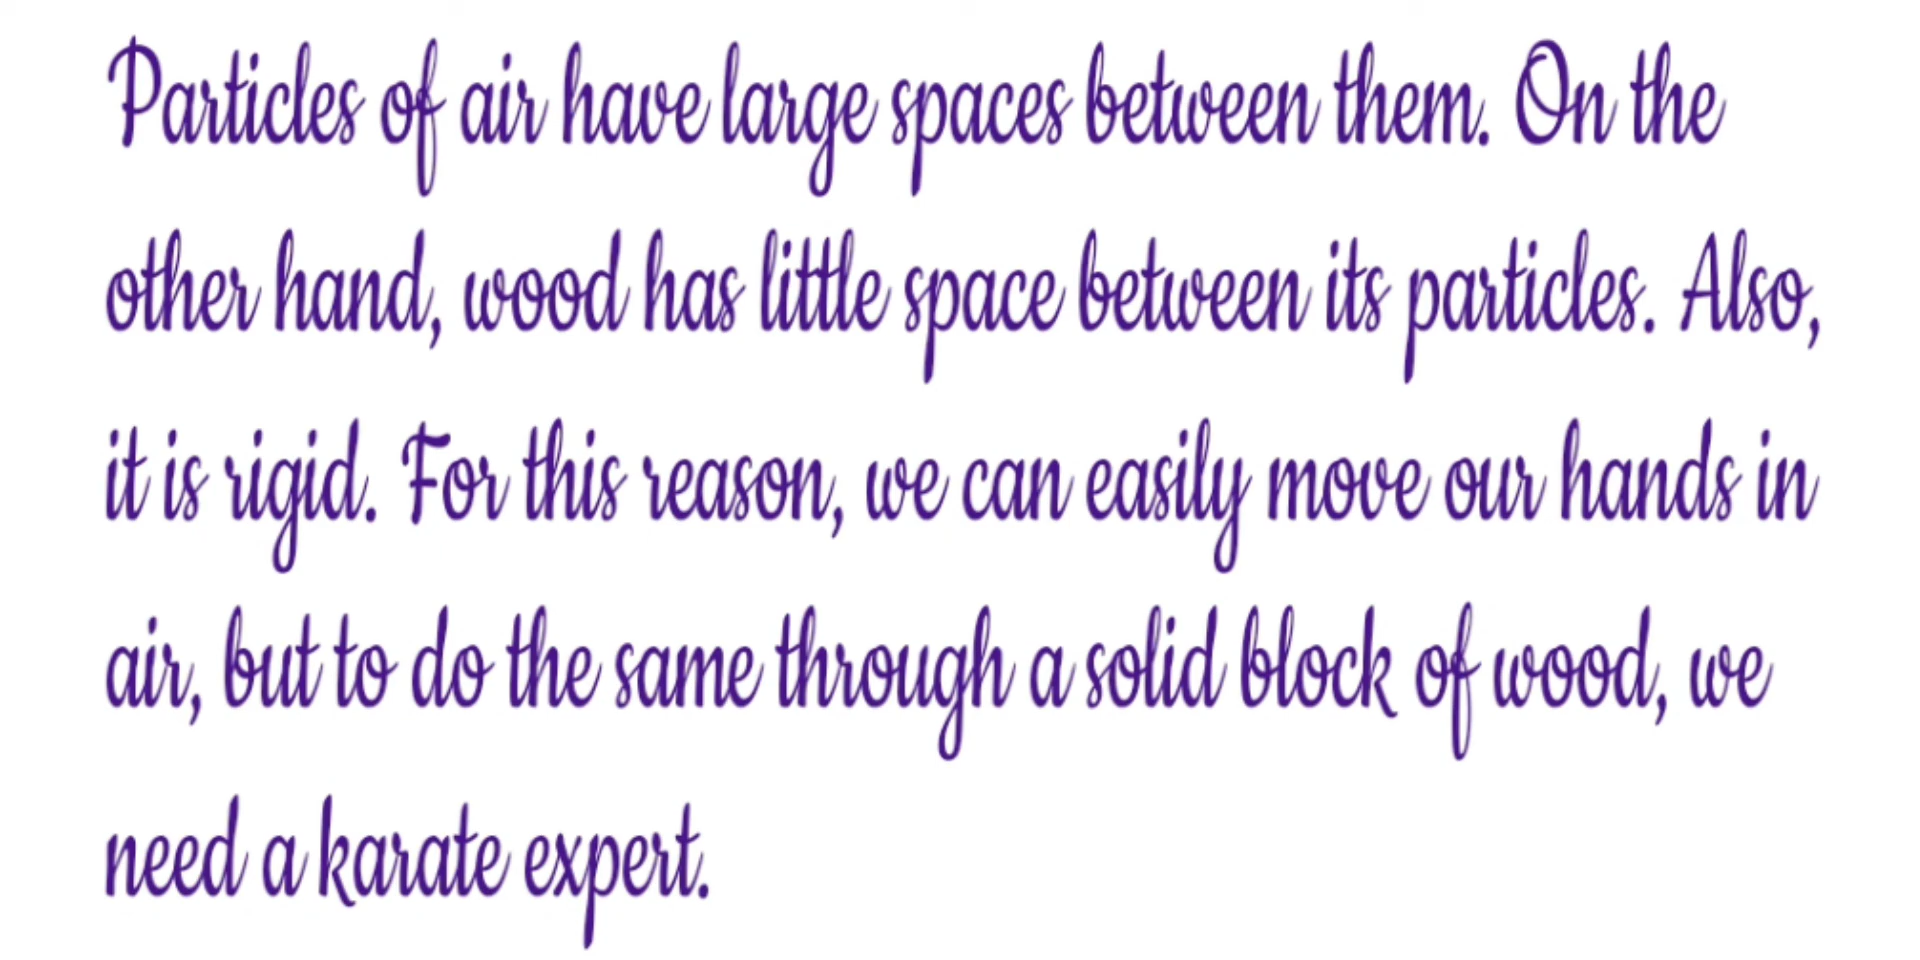 Particles of air have large spaces between them. On the
other hand, wood has little space between its particles. Also,
it is rigid. For this reason, we can easily move our hands in
air, but to do the same through a solid block of wood, we
need a karate expert.